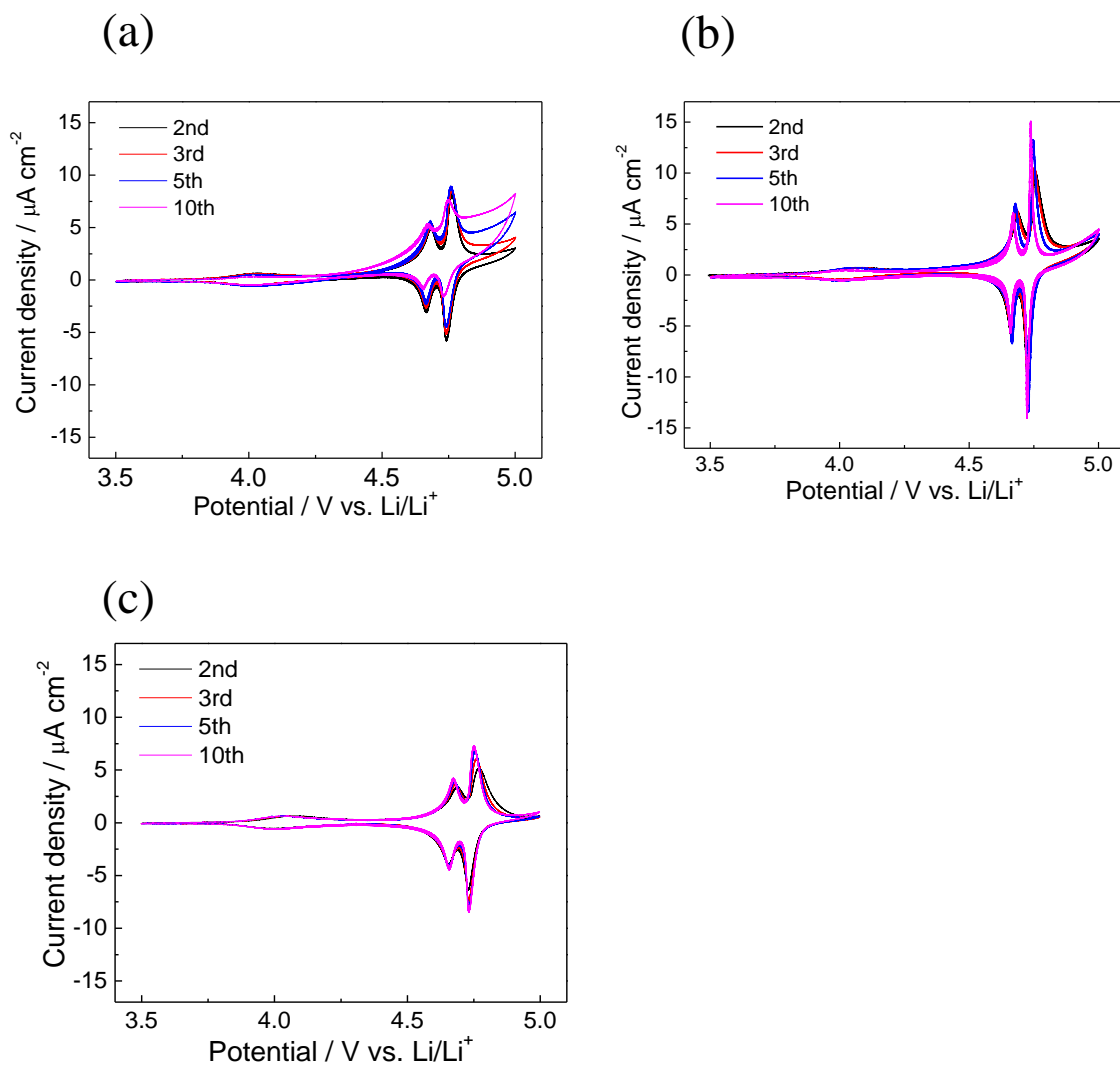 (a)
2nd
3rd
5th
10th
15
10
5
0
-5
-10
-15
3.5 4.0 4.5 5.0
Current density / μA cm⁻²
Potential / V vs. Li/Li⁺
(b)
2nd
3rd
5th
10th
15
10
5
0
-5
-10
-15
3.5 4.0 4.5 5.0
Current density / μA cm⁻²
Potential / V vs. Li/Li⁺
(c)
2nd
3rd
5th
10th
15
10
5
0
-5
-10
-15
3.5 4.0 4.5 5.0
Current density / μA cm⁻²
Potential / V vs. Li/Li⁺